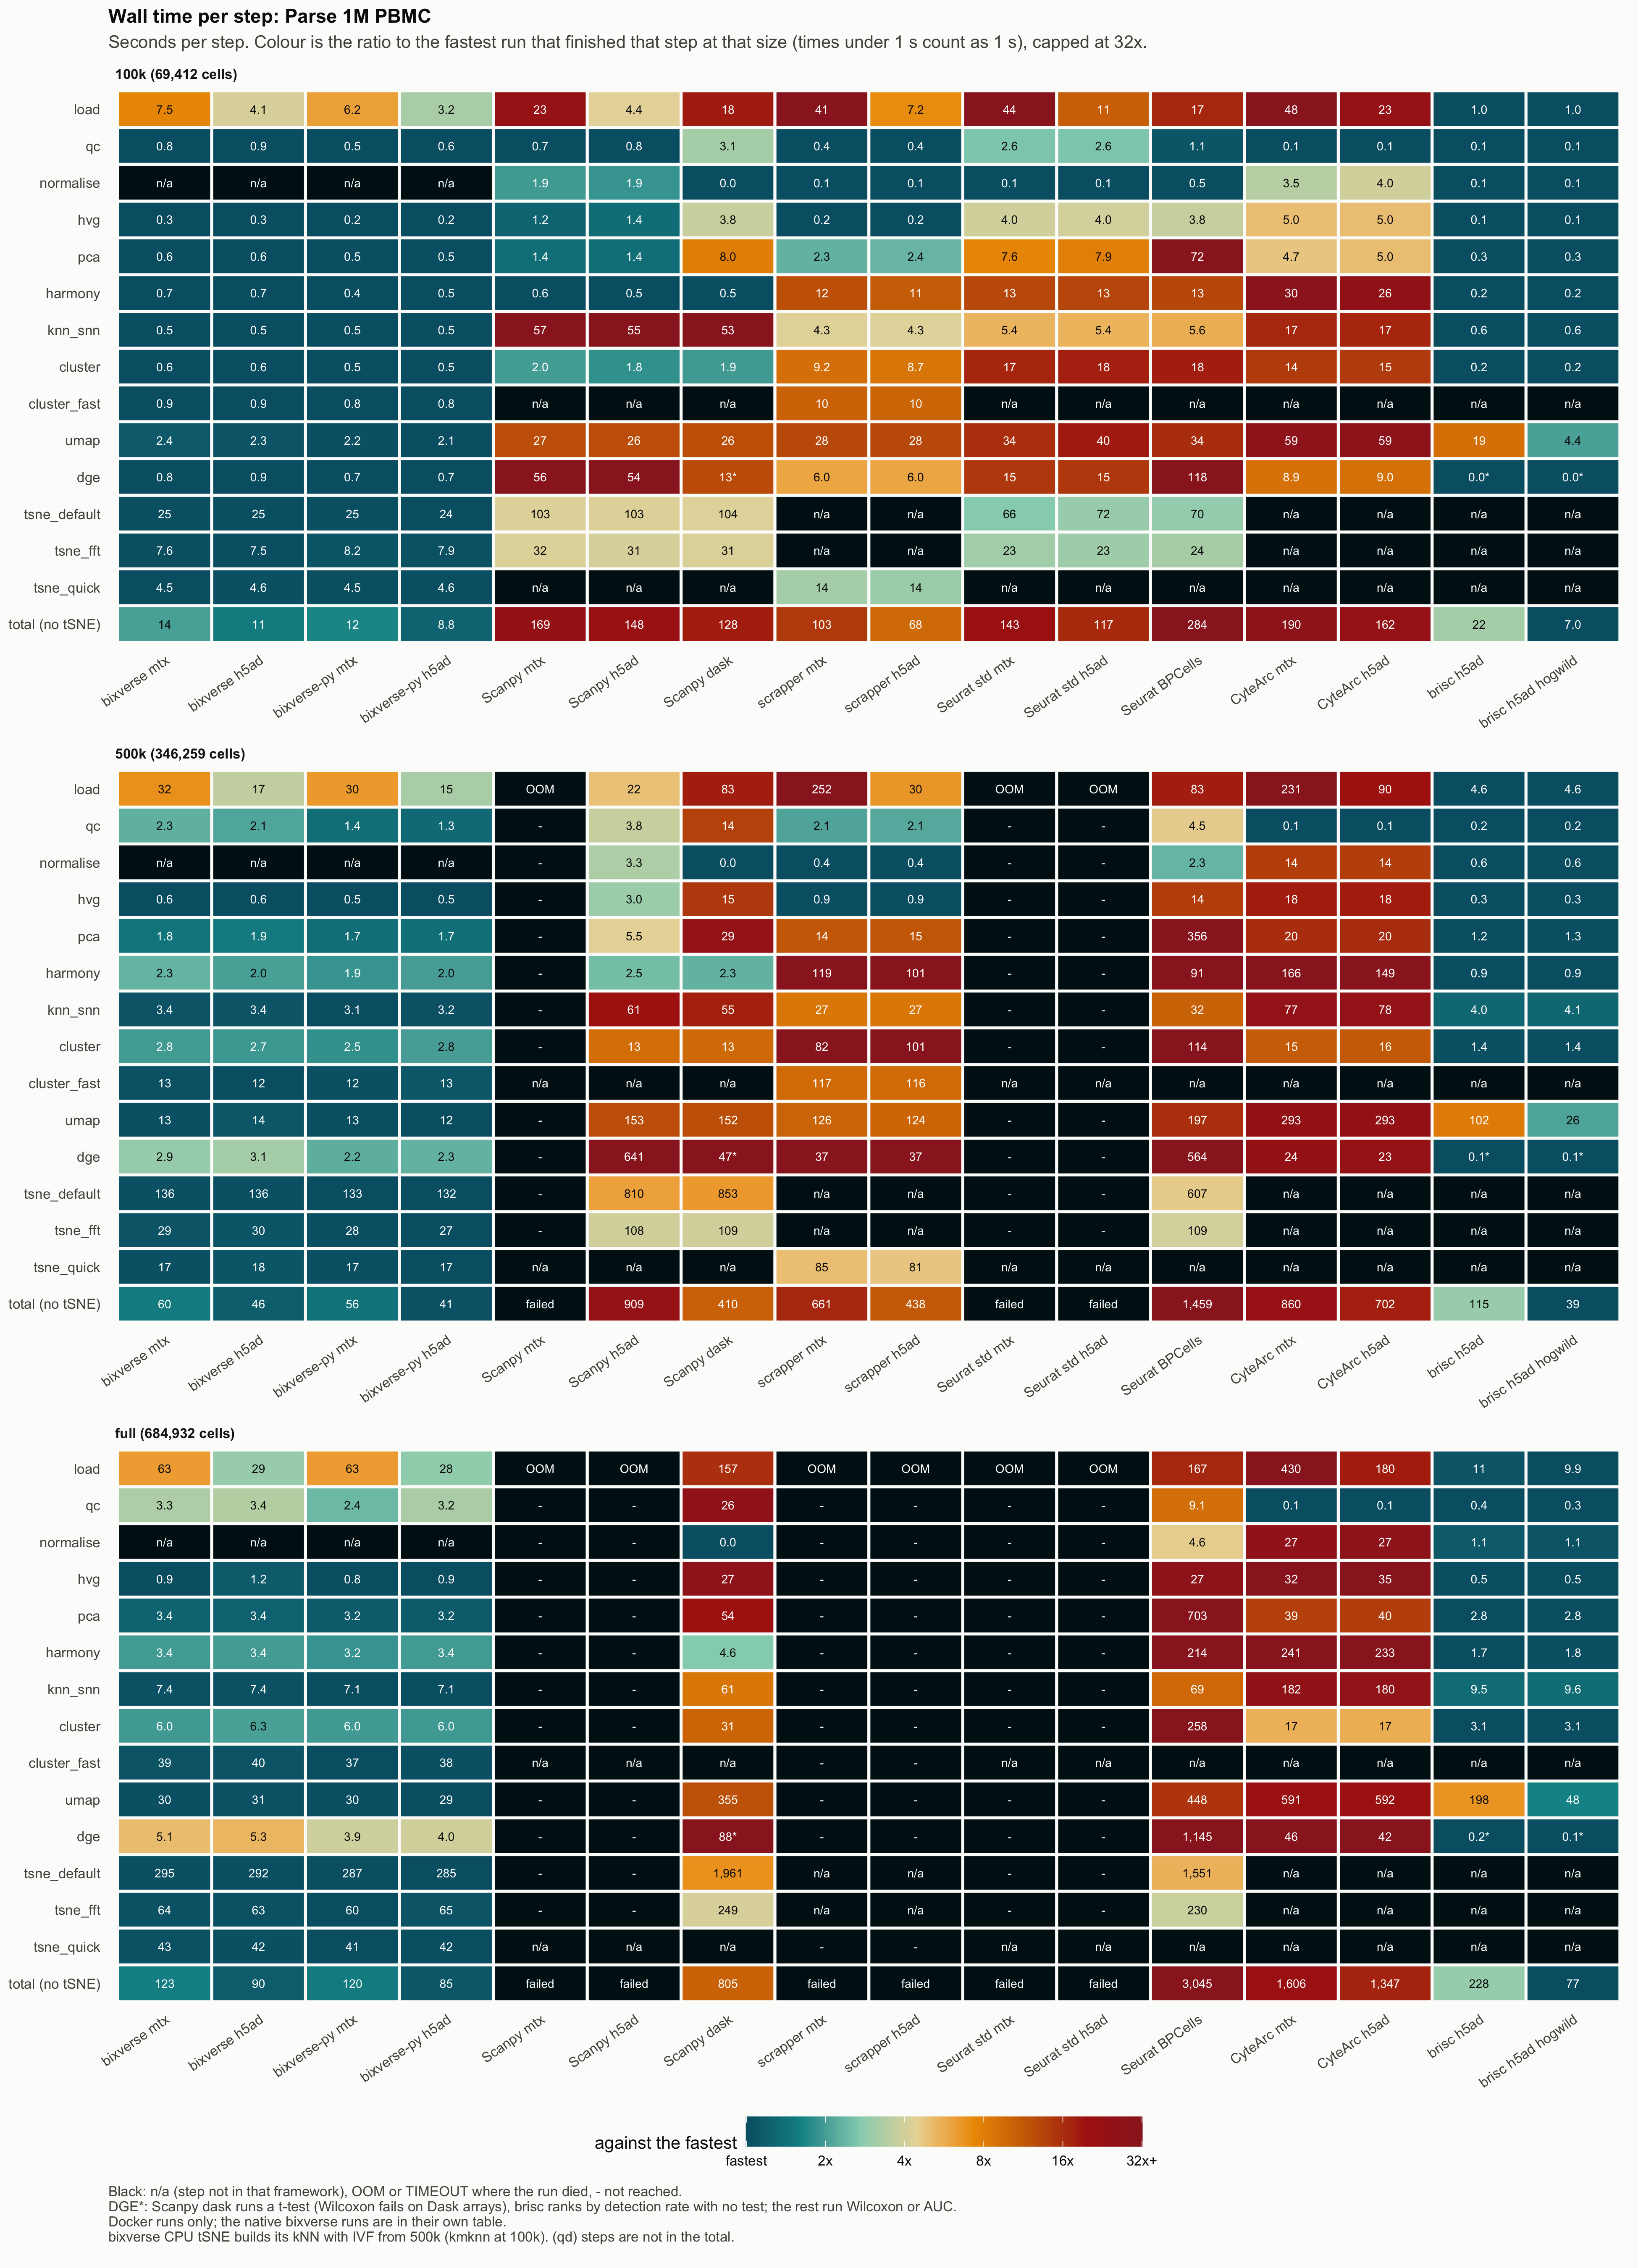 Wall time per step: Parse 1M PBMC
Seconds per step. Colour is the ratio to the fastest run that finished that step at that size (times under 1 s count as 1 s), capped at 32x.
100k (69,412 cells)
load 7.5 4.1 6.2 3.2 23 4.4 18 41 7.2 44 11 17 48 23 1.0 1.0
qc 0.8 0.9 0.5 0.6 0.7 0.8 3.1 0.4 0.4 2.6 2.6 1.1 0.1 0.1 0.1 0.1
normalise n/a n/a n/a n/a 1.9 1.9 0.0 0.1 0.1 0.1 0.1 0.5 3.5 4.0 0.1 0.1
hvg 0.3 0.3 0.2 0.2 1.2 1.4 3.8 0.2 0.2 4.0 4.0 3.8 5.0 5.0 0.1 0.1
pca 0.6 0.6 0.5 0.5 1.4 1.4 8.0 2.3 2.4 7.6 7.9 72 4.7 5.0 0.3 0.3
harmony 0.7 0.7 0.4 0.5 0.6 0.5 0.5 12 11 13 13 13 30 26 0.2 0.2
knn_snn 0.5 0.5 0.5 0.5 57 55 53 4.3 4.3 5.4 5.4 5.6 17 17 0.6 0.6
cluster 0.6 0.6 0.5 0.5 2.0 1.8 1.9 9.2 8.7 17 18 18 14 15 0.2 0.2
cluster_fast 0.9 0.9 0.8 0.8 n/a n/a n/a 10 10 n/a n/a n/a n/a n/a n/a n/a
umap 2.4 2.3 2.2 2.1 27 26 26 28 28 34 40 34 59 59 19 4.4
dge 0.8 0.9 0.7 0.7 56 54 13* 6.0 6.0 15 15 118 8.9 9.0 0.0* 0.0*
tsne_default 25 25 25 24 103 103 104 n/a n/a 66 72 70 n/a n/a n/a n/a
tsne_fft 7.6 7.5 8.2 7.9 32 31 31 n/a n/a 23 23 24 n/a n/a n/a n/a
tsne_quick 4.5 4.6 4.5 4.6 n/a n/a n/a 14 14 n/a n/a n/a n/a n/a n/a n/a
total (no tSNE) 14 11 12 8.8 169 148 128 103 68 143 117 284 190 162 22 7.0
bixverse mtx bixverse h5ad bixverse-py mtx bixverse-py h5ad Scanpy mtx Scanpy h5ad Scanpy dask scrapper mtx scrapper h5ad Seurat std mtx Seurat std h5ad Seurat BPCells CyteArc mtx CyteArc h5ad brisc h5ad brisc h5ad hogwild
500k (346,259 cells)
load 32 17 30 15 OOM 22 83 252 30 OOM OOM 83 231 90 4.6 4.6
qc 2.3 2.1 1.4 1.3 - 3.8 14 2.1 2.1 - - 4.5 0.1 0.1 0.2 0.2
normalise n/a n/a n/a n/a - 3.3 0.0 0.4 0.4 - - 2.3 14 14 0.6 0.6
hvg 0.6 0.6 0.5 0.5 - 3.0 15 0.9 0.9 - - 14 18 18 0.3 0.3
pca 1.8 1.9 1.7 1.7 - 5.5 29 14 15 - - 356 20 20 1.2 1.3
harmony 2.3 2.0 1.9 2.0 - 2.5 2.3 119 101 - - 91 166 149 0.9 0.9
knn_snn 3.4 3.4 3.1 3.2 - 61 55 27 27 - - 32 77 78 4.0 4.1
cluster 2.8 2.7 2.5 2.8 - 13 13 82 101 - - 114 15 16 1.4 1.4
cluster_fast 13 12 12 13 n/a n/a n/a 117 116 n/a n/a n/a n/a n/a n/a n/a
umap 13 14 13 12 - 153 152 126 124 - - 197 293 293 102 26
dge 2.9 3.1 2.2 2.3 - 641 47* 37 37 - - 564 24 23 0.1* 0.1*
tsne_default 136 136 133 132 - 810 853 n/a n/a - - 607 n/a n/a n/a n/a
tsne_fft 29 30 28 27 - 108 109 n/a n/a - - 109 n/a n/a n/a n/a
tsne_quick 17 18 17 17 n/a n/a n/a 85 81 n/a n/a n/a n/a n/a n/a n/a
total (no tSNE) 60 46 56 41 failed 909 410 661 438 failed failed 1,459 860 702 115 39
bixverse mtx bixverse h5ad bixverse-py mtx bixverse-py h5ad Scanpy mtx Scanpy h5ad Scanpy dask scrapper mtx scrapper h5ad Seurat std mtx Seurat std h5ad Seurat BPCells CyteArc mtx CyteArc h5ad brisc h5ad brisc h5ad hogwild
full (684,932 cells)
load 63 29 63 28 OOM OOM 157 OOM OOM OOM OOM 167 430 180 11 9.9
qc 3.3 3.4 2.4 3.2 - - 26 - - - - 9.1 0.1 0.1 0.4 0.3
normalise n/a n/a n/a n/a - - 0.0 - - - - 4.6 27 27 1.1 1.1
hvg 0.9 1.2 0.8 0.9 - - 27 - - - - 27 32 35 0.5 0.5
pca 3.4 3.4 3.2 3.2 - - 54 - - - - 703 39 40 2.8 2.8
harmony 3.4 3.4 3.2 3.4 - - 4.6 - - - - 214 241 233 1.7 1.8
knn_snn 7.4 7.4 7.1 7.1 - - 61 - - - - 69 182 180 9.5 9.6
cluster 6.0 6.3 6.0 6.0 - - 31 - - - - 258 17 17 3.1 3.1
cluster_fast 39 40 37 38 n/a n/a n/a - - n/a n/a n/a n/a n/a n/a n/a
umap 30 31 30 29 - - 355 - - - - 448 591 592 198 48
dge 5.1 5.3 3.9 4.0 - - 88* - - - - 1,145 46 42 0.2* 0.1*
tsne_default 295 292 287 285 - - 1,961 n/a n/a - - 1,551 n/a n/a n/a n/a
tsne_fft 64 63 60 65 - - 249 n/a n/a - - 230 n/a n/a n/a n/a
tsne_quick 43 42 41 42 n/a n/a n/a - - n/a n/a n/a n/a n/a n/a n/a
total (no tSNE) 123 90 120 85 failed failed 805 failed failed failed failed 3,045 1,606 1,347 228 77
bixverse mtx bixverse h5ad bixverse-py mtx bixverse-py h5ad Scanpy mtx Scanpy h5ad Scanpy dask scrapper mtx scrapper h5ad Seurat std mtx Seurat std h5ad Seurat BPCells CyteArc mtx CyteArc h5ad brisc h5ad brisc h5ad hogwild
against the fastest
fastest 2x 4x 8x 16x 32x+
Black: n/a (step not in that framework), OOM or TIMEOUT where the run died, - not reached.
DGE*: Scanpy dask runs a t-test (Wilcoxon fails on Dask arrays), brisc ranks by detection rate with no test; the rest run Wilcoxon or AUC.
Docker runs only; the native bixverse runs are in their own table.
bixverse CPU tSNE builds its kNN with IVF from 500k (kmknn at 100k). (qd) steps are not in the total.